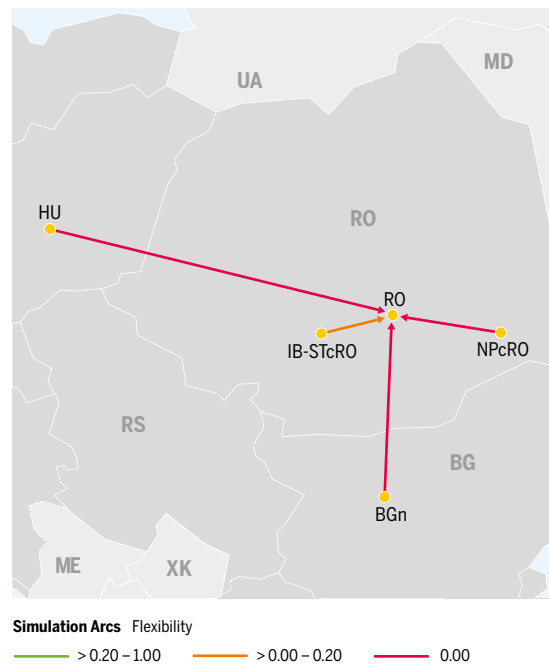 UA
MD
HU
RO
RO
IB-STcRO
NPcRO
RS
BG
BGn
ME
XK
Simulation Arcs Flexibility
> 0.20 – 1.00 > 0.00 – 0.20 0.00